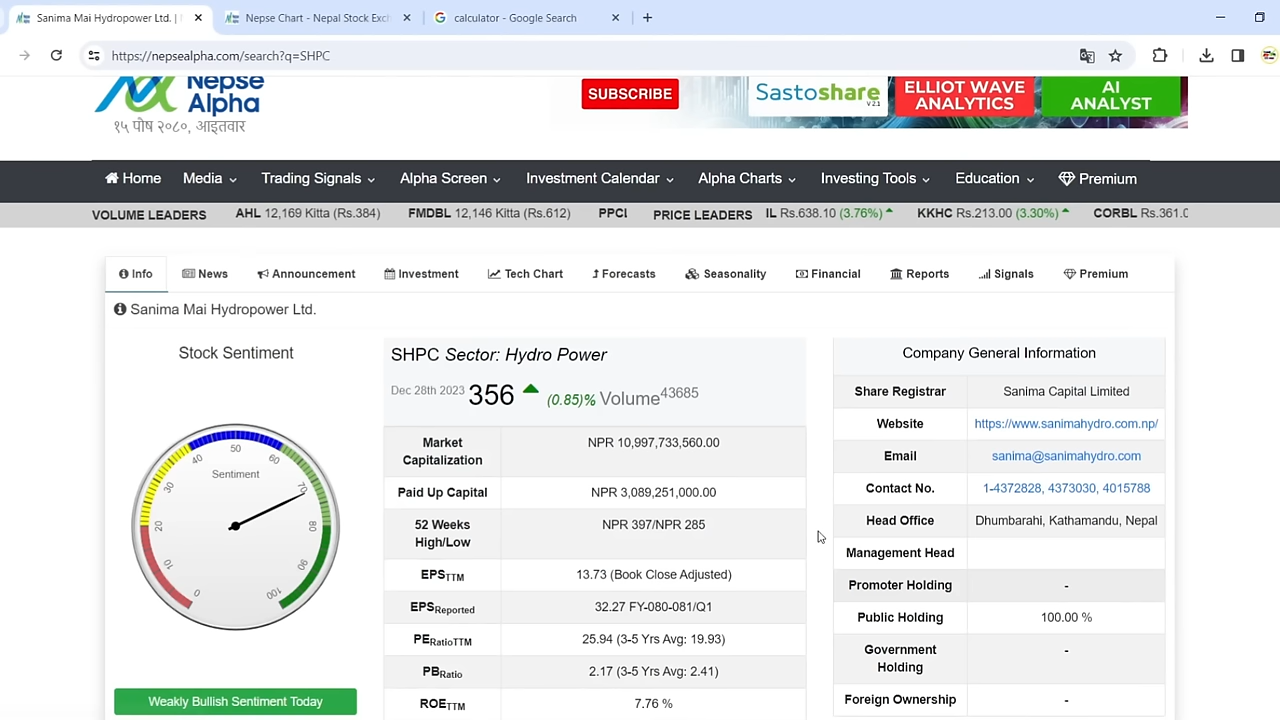 Sanima Mai Hydropower Ltd. |
Nepse Chart - Nepal Stock Exc
calculator - Google Search
https://nepsealpha.com/search?q=SHPC
Nepse
Alpha
१५ पौष २०८०, आइतवार
SUBSCRIBE
Sastoshare
V 2.1
ELLIOT WAVE
ANALYTICS
AI
ANALYST
Home
Media
Trading Signals
Alpha Screen
Investment Calendar
Alpha Charts
Investing Tools
Education
Premium
VOLUME LEADERS
AHL 12,169 Kitta (Rs.384)
FMDBL 12,146 Kitta (Rs.612)
PPCL
PRICE LEADERS
IL Rs.638.10 (3.76%)
KKHC Rs.213.00 (3.30%)
CORBL Rs.361.0
Info
News
Announcement
Investment
Tech Chart
Forecasts
Seasonality
Financial
Reports
Signals
Premium
Sanima Mai Hydropower Ltd.
Stock Sentiment
0 10 20 30 40 50 60 70 80 90 100
Sentiment
Weakly Bullish Sentiment Today
SHPC Sector: Hydro Power
Dec 28th 2023 356 (0.85)% Volume 43685
Market Capitalization NPR 10,997,733,560.00
Paid Up Capital NPR 3,089,251,000.00
52 Weeks High/Low NPR 397/NPR 285
EPSTTM 13.73 (Book Close Adjusted)
EPSReported 32.27 FY-080-081/Q1
PERatioTTM 25.94 (3-5 Yrs Avg: 19.93)
PBRatio 2.17 (3-5 Yrs Avg: 2.41)
ROETTM 7.76 %
Company General Information
Share Registrar Sanima Capital Limited
Website https://www.sanimahydro.com.np/
Email sanima@sanimahydro.com
Contact No. 1-4372828, 4373030, 4015788
Head Office Dhumbarahi, Kathamandu, Nepal
Management Head
Promoter Holding -
Public Holding 100.00 %
Government Holding -
Foreign Ownership -